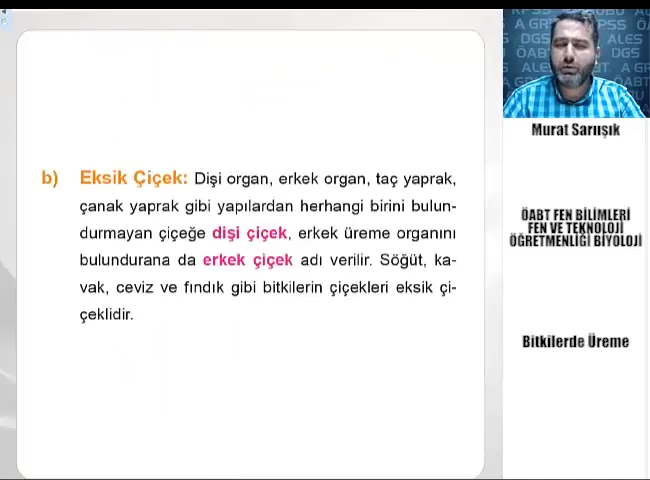 b) Eksik Çiçek: Dişi organ, erkek organ, taç yaprak,
çanak yaprak gibi yapılardan herhangi birini bulun-
durmayan çiçeğe dişi çiçek, erkek üreme organını
bulundurana da erkek çiçek adı verilir. Söğüt, ka-
vak, ceviz ve fındık gibi bitkilerin çiçekleri eksik çi-
çeklidir.
Murat Sarıışık
ÖABT FEN BİLİMLERİ
FEN VE TEKNOLOJİ
ÖĞRETMENLİĞİ BİYOLOJİ
Bitkilerde Üreme